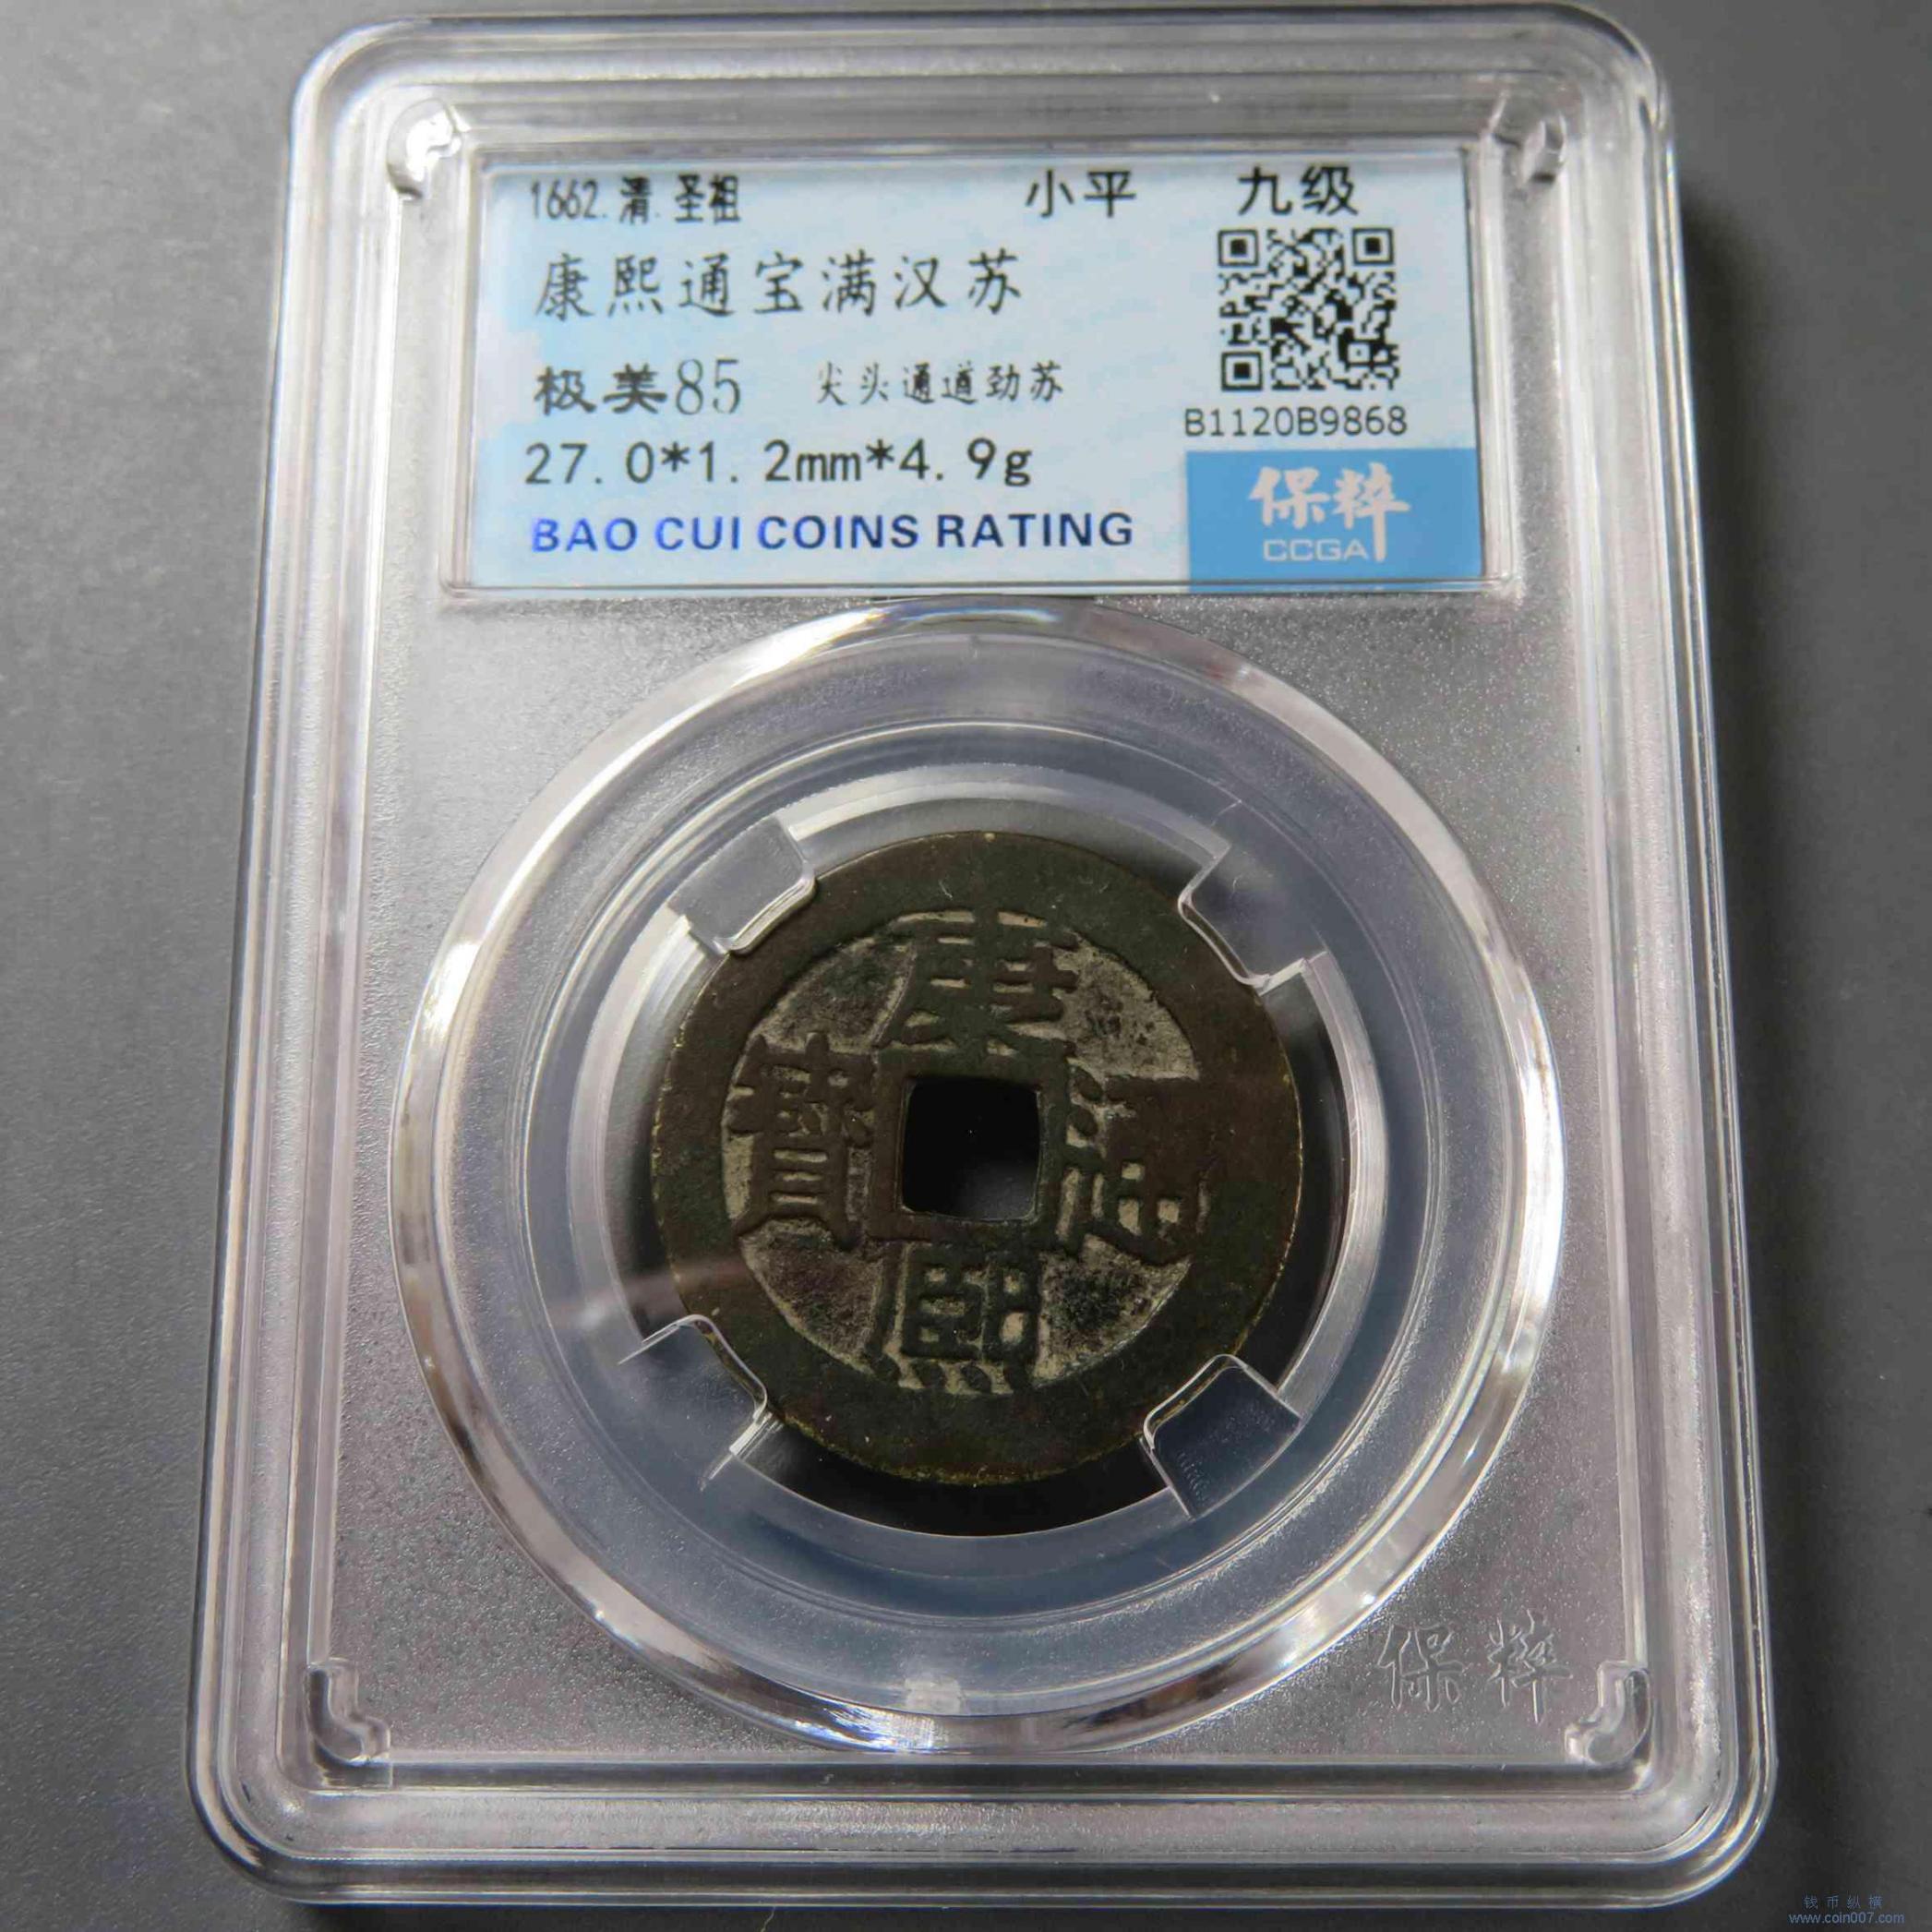 1662.清.圣祖 小平 九级
康熙通宝满汉苏
极美85 尖头通遒劲苏
B1120B9868
27.0*1.2mm*4.9g
BAO CUI COINS RATING
保粹
CCGA
康
寶 通
熙
保粹
钱币纵横
www.coin007.com